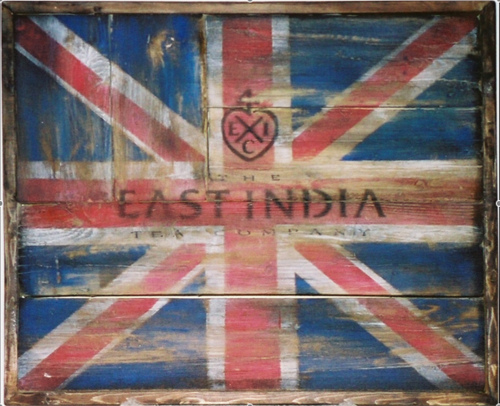 E I
C
THE
EAST INDIA
TEA COMPANY